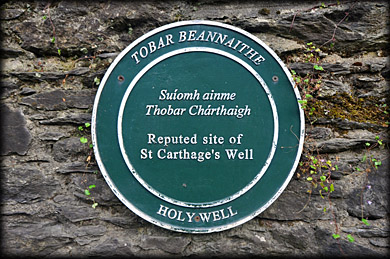 TOBAR BEANNAITHE
Suíomh ainme
Thobar Chárthaigh
Reputed site of
St Carthage's Well
HOLY WELL